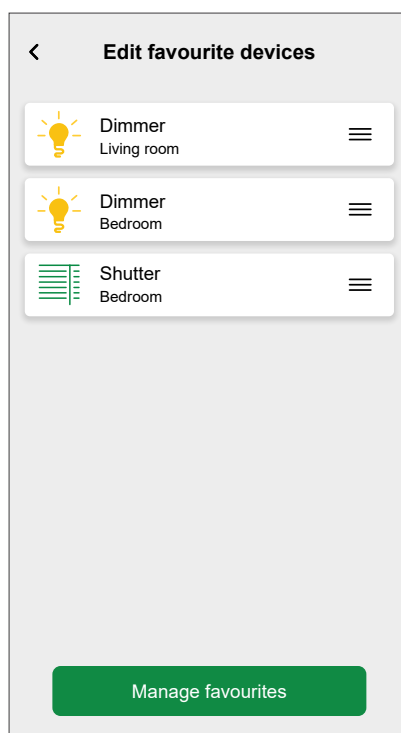 Edit favourite devices
Dimmer
Living room
Dimmer
Bedroom
Shutter
Bedroom
Manage favourites